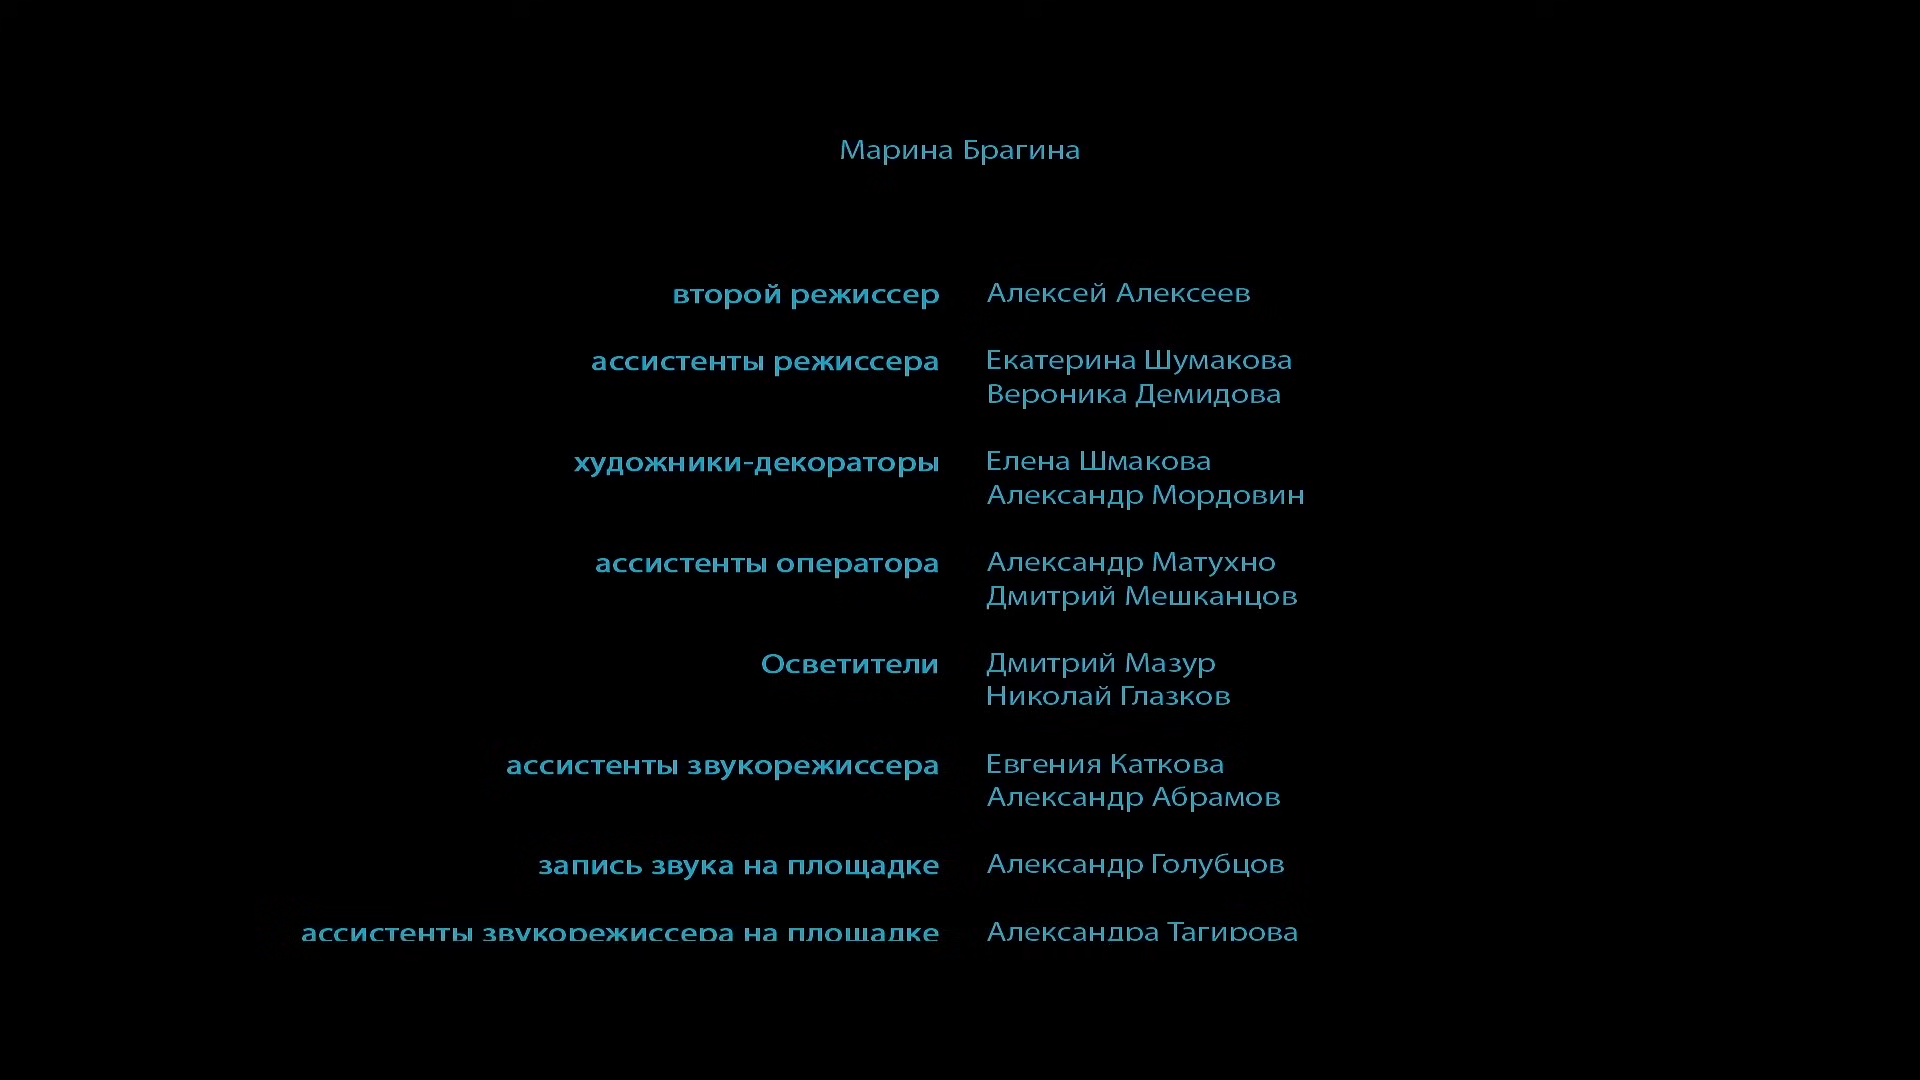 Марина Брагина
второй режиссер Алексей Алексеев
ассистенты режиссера Екатерина Шумакова
Вероника Демидова
художники-декораторы Елена Шмакова
Александр Мордовин
ассистенты оператора Александр Матухно
Дмитрий Мешканцов
Осветители Дмитрий Мазур
Николай Глазков
ассистенты звукорежиссера Евгения Каткова
Александр Абрамов
запись звука на площадке Александр Голубцов
ассистенты звукорежиссера на площадке Александра Тагирова